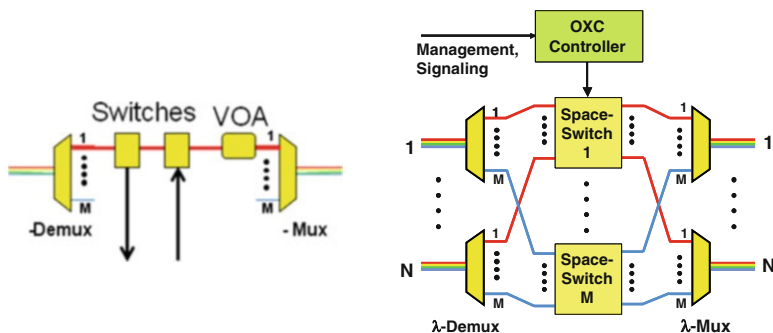 Switches
VOA
1
1
M
M
-Demux
- Mux
OXC
Controller
Management,
Signaling
Space-
Switch
1
1
1
M
M
1
1
Space-
Switch
M
1
1
M
M
N
N
λ-Demux
λ-Mux